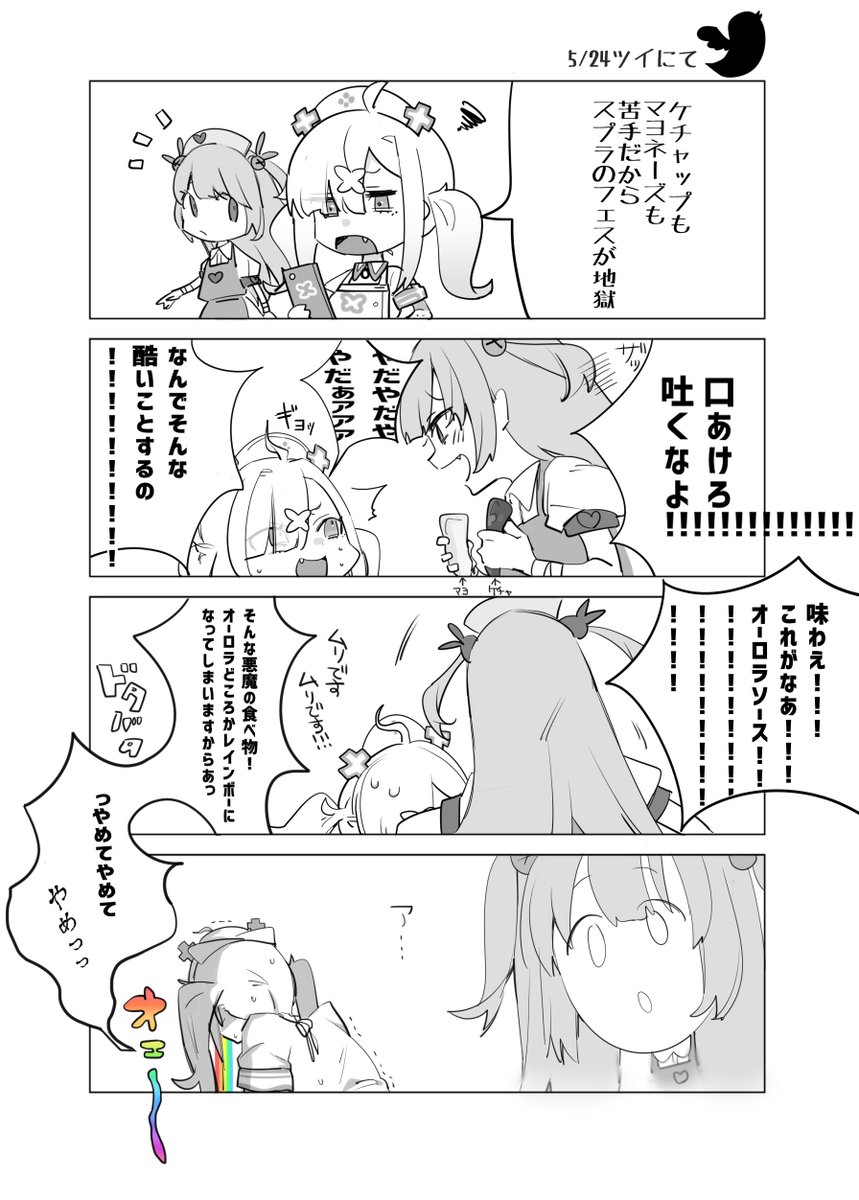 5/24ツイにて
ケチャップも
マヨネーズも
苦手だから
スプラのフェスが地獄
ザッ
口あけろ
吐くなよ
!!!!!!!!!!!!!!
↑ケチャ
↑マヨ
やだやだや
やだあアアア
ギョッ
なんでそんな
酷いことするの
!!!!!!!!!!!!!!
味わえ!!!
これがなあ!!!
オーロラソース!!
!!!!!!!!!
!!!!!!!!!
!!!!
ムリです
ムリです!!!
そんな悪魔の食べ物!
オーロラどころかレインボーに
なってしまいますからあっ
ドタバタ
つやめてやめて
やめっっ
ア…
オェー